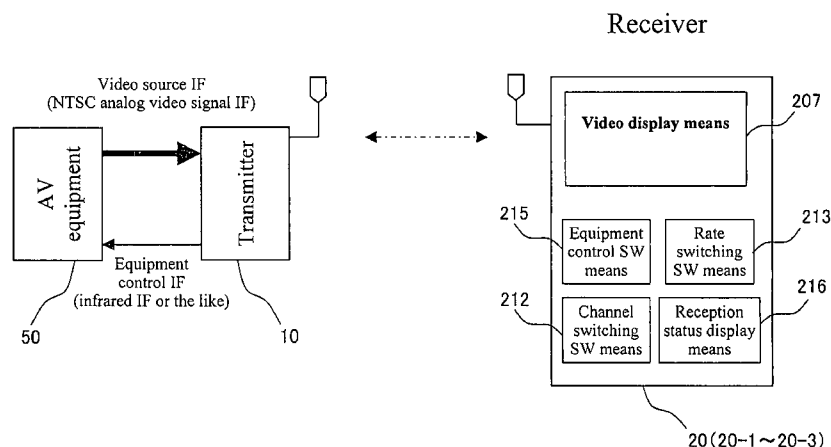 Receiver
Video source IF
(NTSC analog video signal IF)
AV
equipment
Transmitter
Equipment
control IF
(infrared IF or the like)
50
10
Video display means
207
215
Equipment
control SW
means
Rate
switching
SW means
213
212
Channel
switching
SW means
Reception
status display
means
216
20(20-1~20-3)